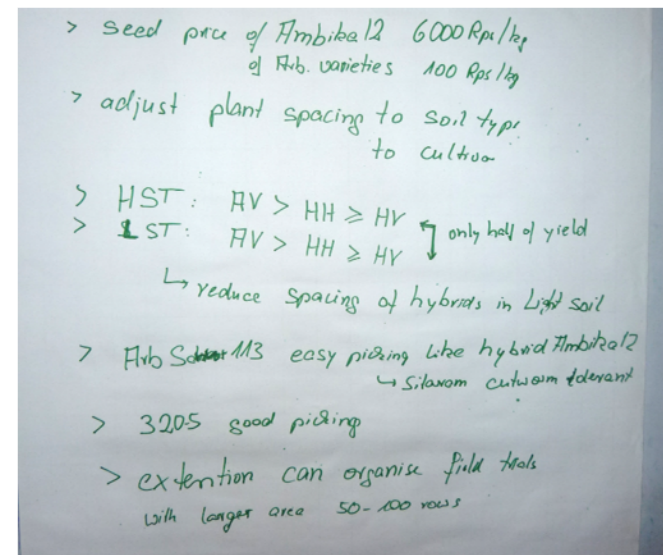 > Seed price of Ambika 12 6000 Rps/kg
of Arb. varieties 100 Rps/kg
> adjust plant spacing to soil type
to cultivar
> HST: AV > HH ≥ HV
> LST: AV > HH ≥ HV
only half of yield
↳ reduce spacing of hybrids in Light soil
> Arb 113 easy picking like hybrid Ambika 12
↳ cutworm tolerant
> 3205 good picking
> extention can organise field trials
with larger area 50-100 rows